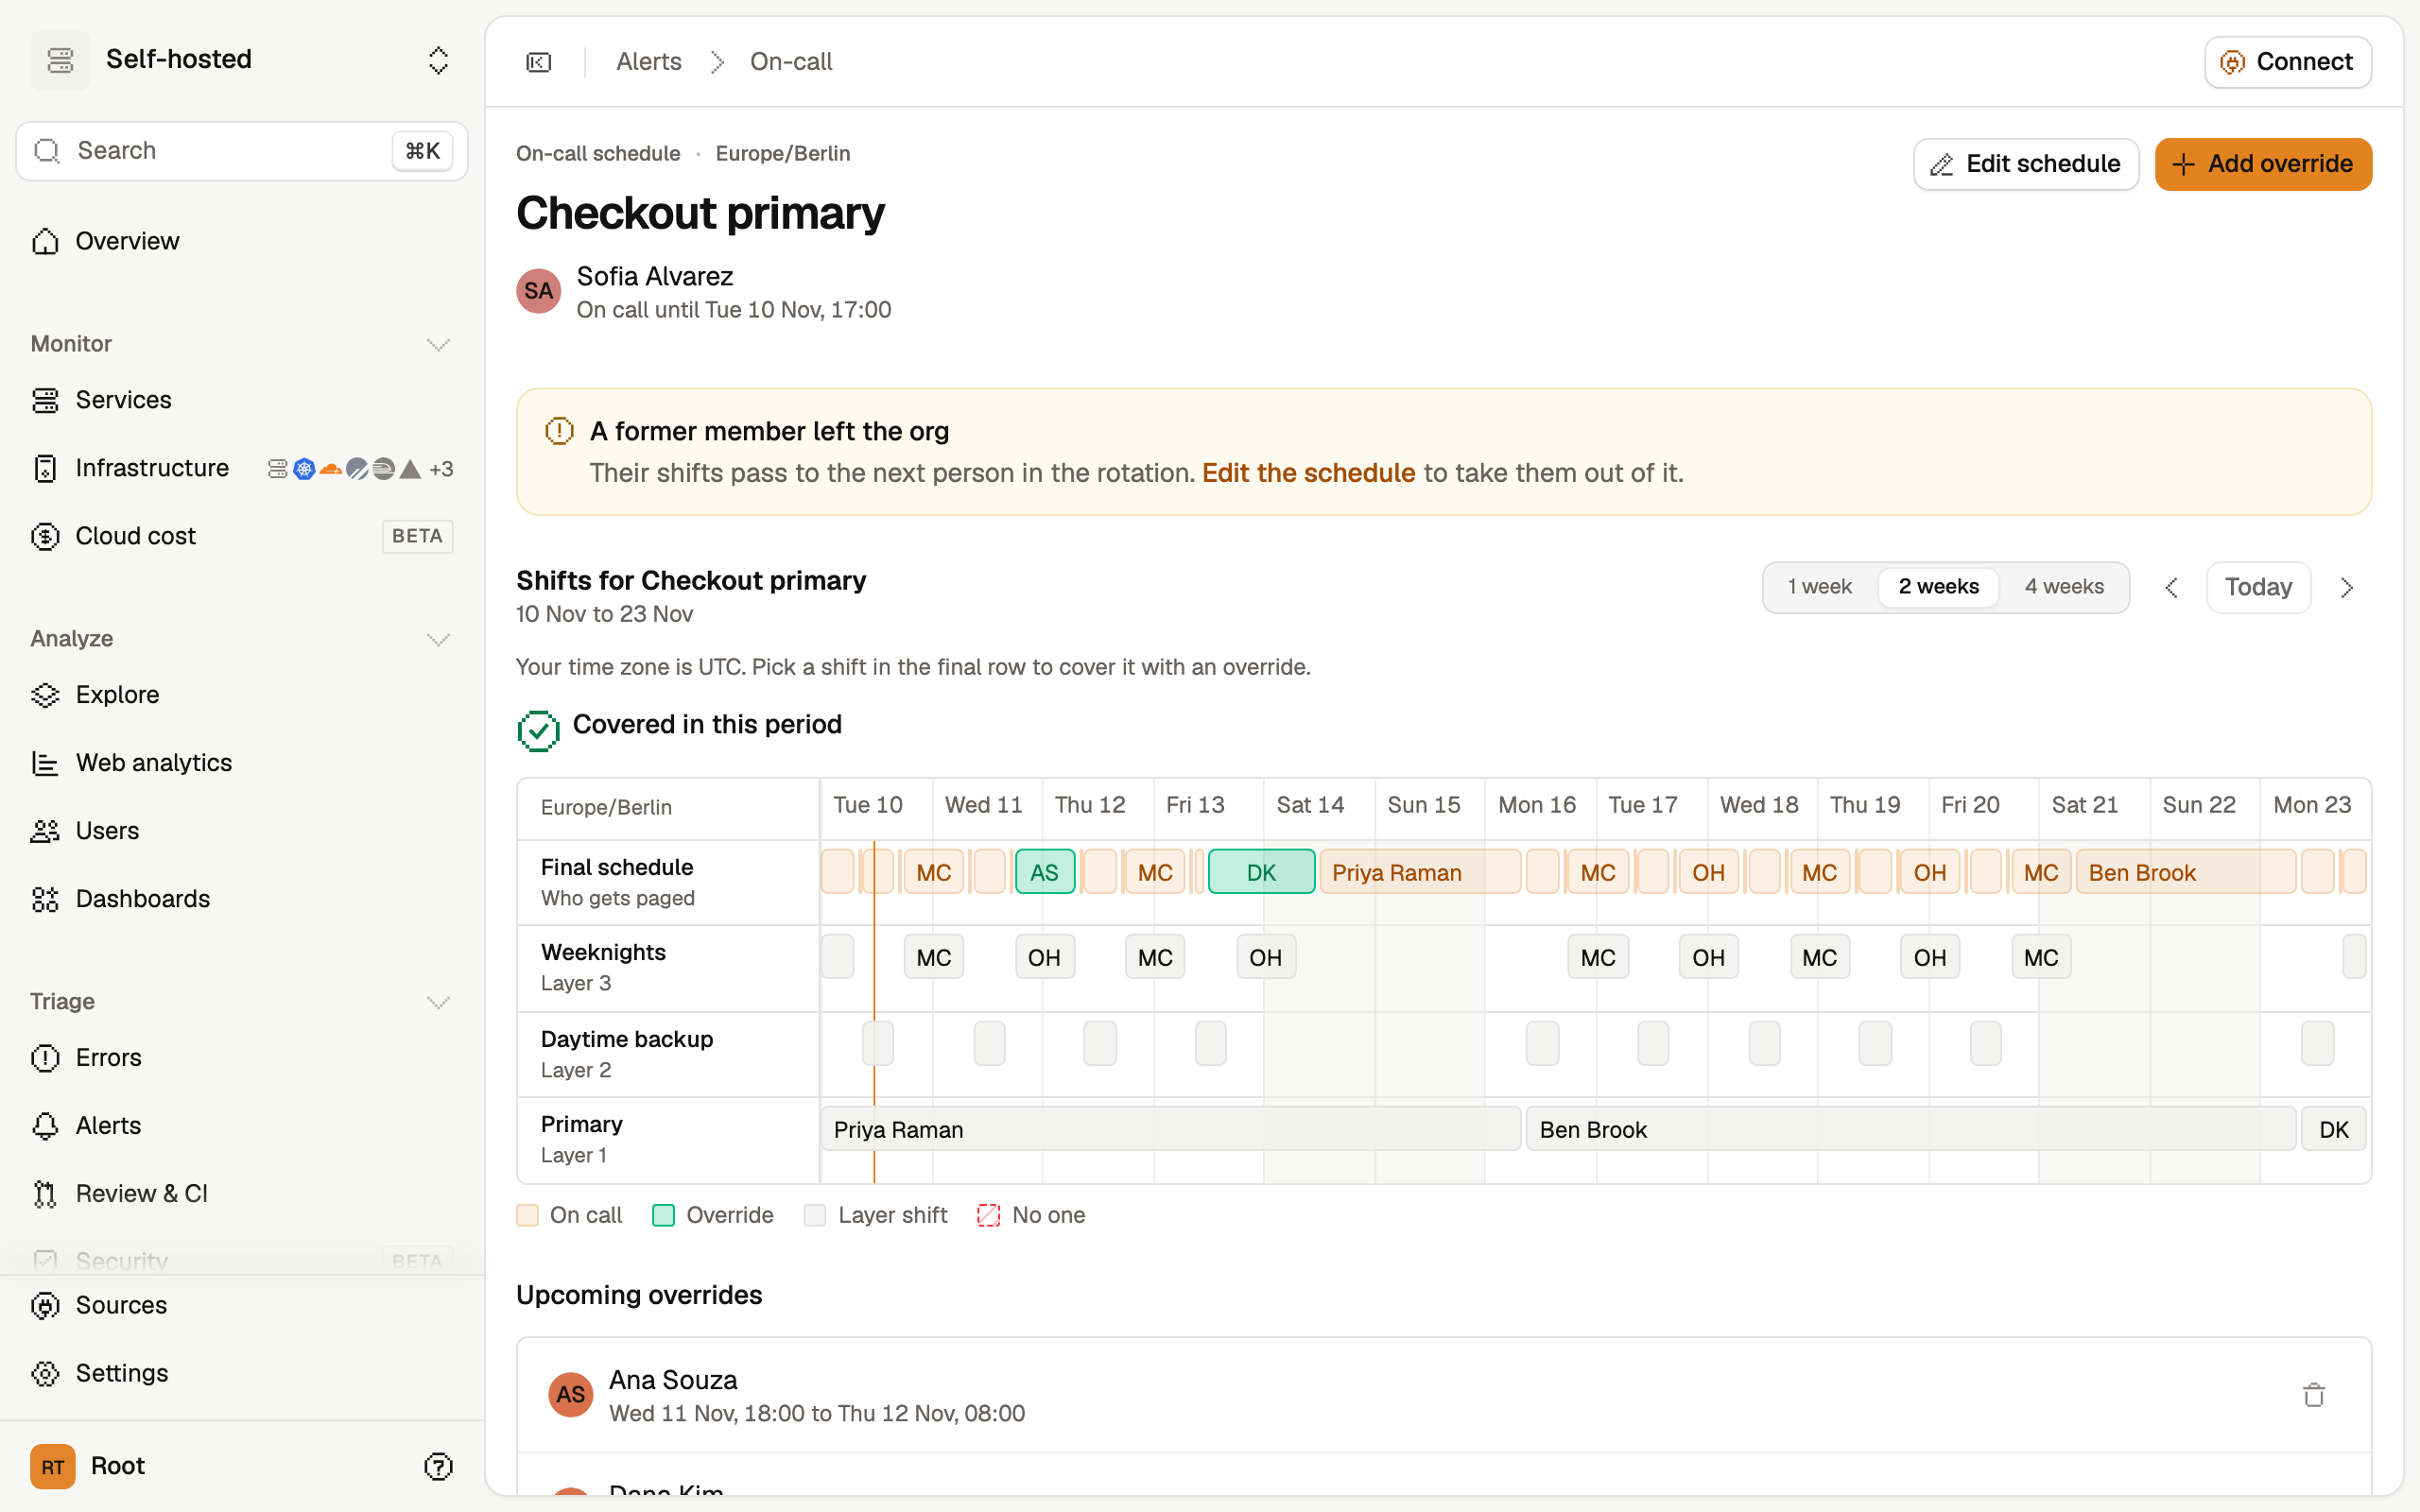 Self-hosted
Search
⌘K
Overview
Monitor
Services
Infrastructure
+3
Cloud cost
BETA
Analyze
Explore
Web analytics
Users
Dashboards
Triage
Errors
Alerts
Review & CI
Security
BETA
Sources
Settings
RT
Root
Alerts
On-call
Connect
On-call schedule · Europe/Berlin
Edit schedule
Add override
Checkout primary
SA
Sofia Alvarez
On call until Tue 10 Nov, 17:00
A former member left the org
Their shifts pass to the next person in the rotation. Edit the schedule to take them out of it.
Shifts for Checkout primary
10 Nov to 23 Nov
1 week
2 weeks
4 weeks
Today
Your time zone is UTC. Pick a shift in the final row to cover it with an override.
Covered in this period
Europe/Berlin
Tue 10
Wed 11
Thu 12
Fri 13
Sat 14
Sun 15
Mon 16
Tue 17
Wed 18
Thu 19
Fri 20
Sat 21
Sun 22
Mon 23
Final schedule
Who gets paged
MC
AS
MC
DK
Priya Raman
MC
OH
MC
OH
MC
Ben Brook
Weeknights
Layer 3
MC
OH
MC
OH
MC
OH
MC
OH
MC
Daytime backup
Layer 2
Primary
Layer 1
Priya Raman
Ben Brook
DK
On call
Override
Layer shift
No one
Upcoming overrides
AS
Ana Souza
Wed 11 Nov, 18:00 to Thu 12 Nov, 08:00
Dana Kim